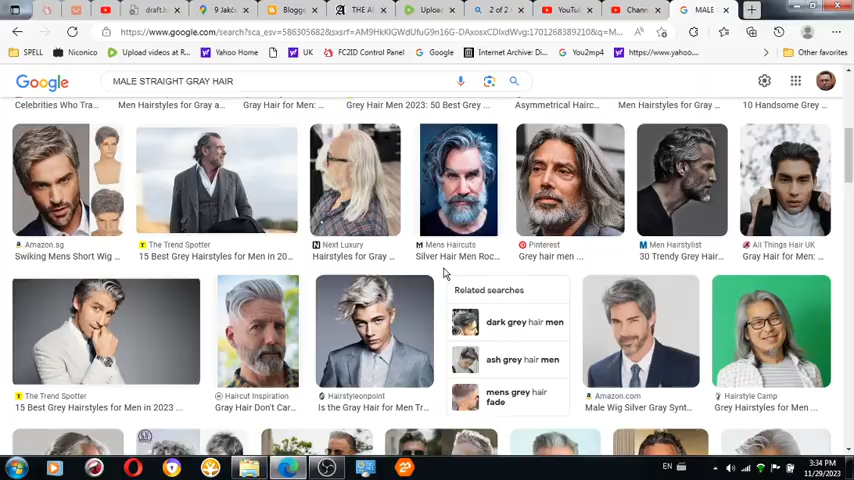 draft.b
9 Jakć
Blogge
THE Al
Upload
2 of 2
YouTu
Chann
MALE
https://www.google.com/search?sca_esv=586305682&sxsrf=AM9HkKlGWdUfuG9n16G-DAxosxCDlxdWvg:1701268389210&q=M...
SPELL
Niconico
Upload videos at R...
Yahoo Home
UK
FC2ID Control Panel
Google
Internet Archive: Di...
You2mp4
https://www.yahoo...
Other favorites
Google
MALE STRAIGHT GRAY HAIR
Celebrities Who Tra...
Men Hairstyles for Gray a...
Gray Hair for Men: ...
Grey Hair Men 2023: 50 Best Grey ...
Asymmetrical Hairc...
Men Hairstyles for Gray ...
10 Handsome Grey ...
Amazon.sg
Swiking Mens Short Wig ...
The Trend Spotter
15 Best Grey Hairstyles for Men in 20...
Next Luxury
Hairstyles for Gray ...
Mens Haircuts
Silver Hair Men Roc...
Pinterest
Grey hair men ...
Men Hairstylist
30 Trendy Grey Hair...
All Things Hair UK
Gray Hair for Men: ...
Related searches
dark grey hair men
ash grey hair men
mens grey hair
fade
The Trend Spotter
15 Best Grey Hairstyles for Men in 2023 ...
Haircut Inspiration
Gray Hair Don't Car...
Hairstyleonpoint
Is the Gray Hair for Men Tr...
Amazon.com
Male Wig Silver Gray Synt...
Hairstyle Camp
Grey Hairstyles for Men ...
EN
3:34 PM
11/29/2023